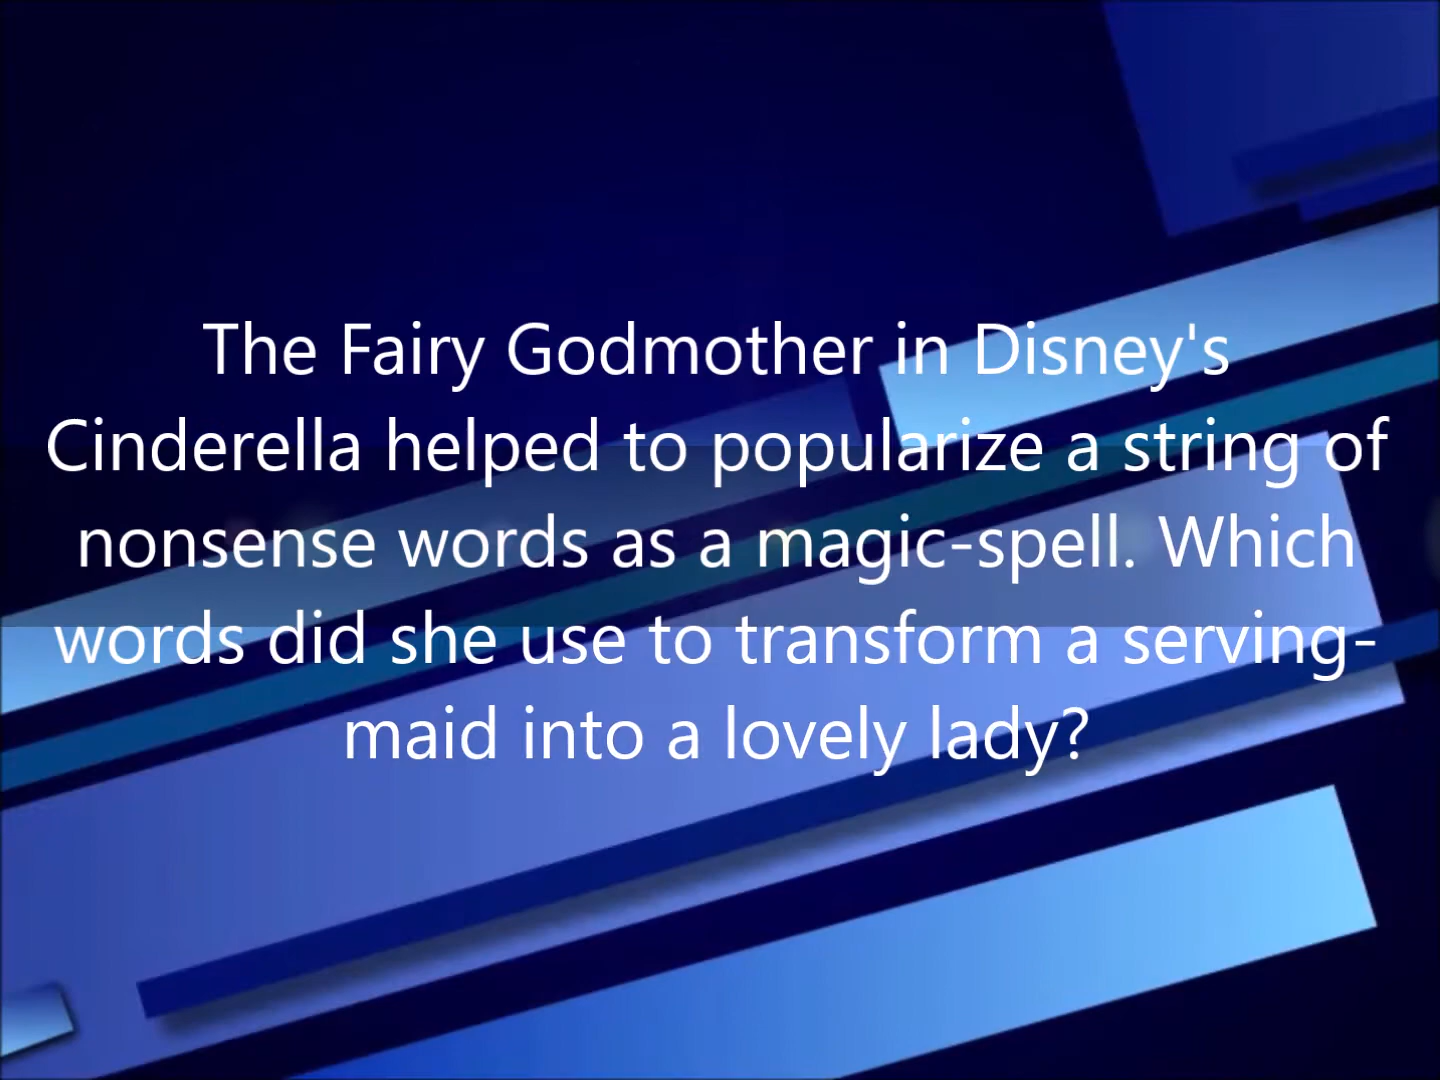 The Fairy Godmother in Disney's
Cinderella helped to popularize a string of
nonsense words as a magic-spell. Which
words did she use to transform a serving-
maid into a lovely lady?